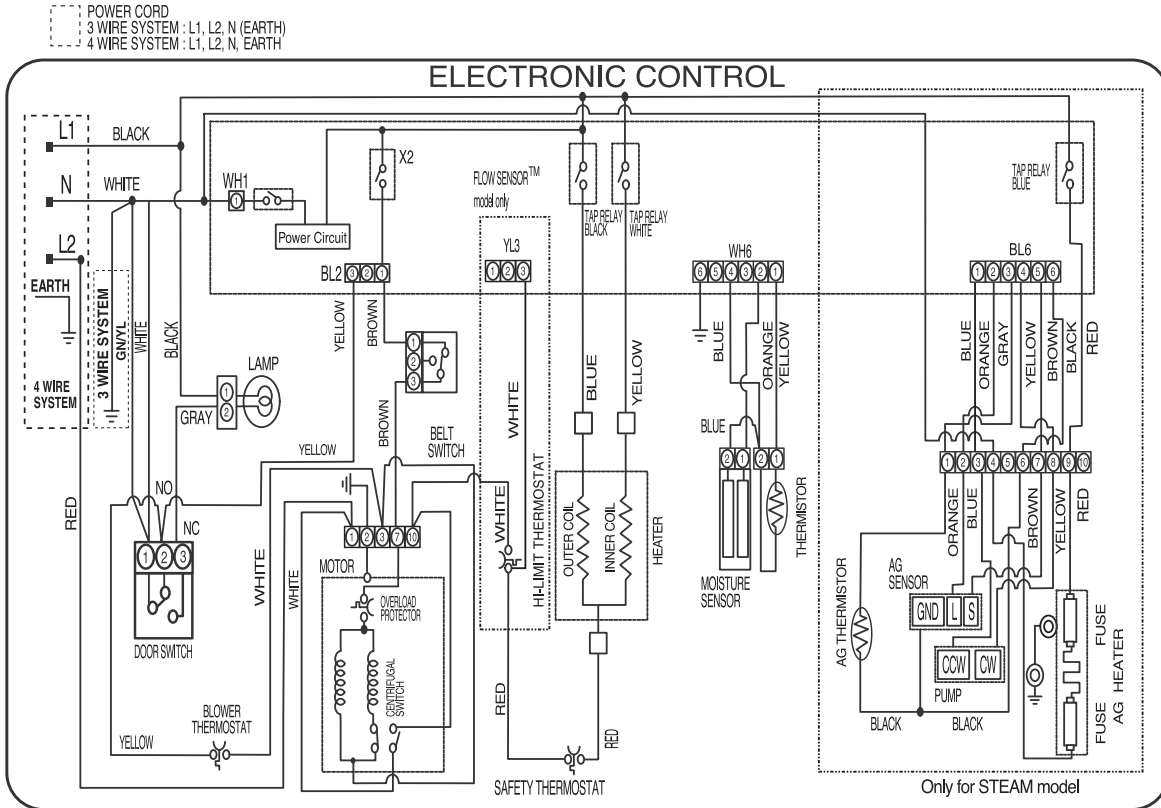 POWER CORD
3 WIRE SYSTEM : L1, L2, N (EARTH)
4 WIRE SYSTEM : L1, L2, N, EARTH
ELECTRONIC CONTROL
L1
BLACK
N
WHITE
L2
EARTH
4 WIRE
SYSTEM
3 WIRE SYSTEM
GN/YL
WHITE
BLACK
RED
WH1
1
Power Circuit
X2
BL2
3 2 1
YELLOW
BROWN
FLOW SENSOR™
model only
YL3
1 2 3
TAP RELAY
BLACK
TAP RELAY
WHITE
WH6
6 5 4 3 2 1
TAP RELAY
BLUE
BL6
1 2 3 4 5 6
LAMP
1
2
GRAY
1
2
3
BELT
SWITCH
BROWN
YELLOW
WHITE
BLUE
YELLOW
BLUE
ORANGE
YELLOW
BLUE
ORANGE
GRAY
YELLOW
BROWN
BLACK
RED
NO
NC
1 2 3
DOOR SWITCH
WHITE
WHITE
1 2 3 7 10
MOTOR
OVERLOAD
PROTECTOR
CENTRIFUGAL
SWITCH
WHITE
HI-LIMIT THERMOSTAT
OUTER COIL
INNER COIL
HEATER
BLUE
2 1 2 1
MOISTURE
SENSOR
THERMISTOR
1 2 3 4 5 6 7 8 9 10
ORANGE
BLUE
BROWN
YELLOW
RED
AG THERMISTOR
AG
SENSOR
GND L S
CCW CW
PUMP
BLACK
BLACK
FUSE
FUSE
AG HEATER
BLOWER
THERMOSTAT
YELLOW
RED
RED
SAFETY THERMOSTAT
Only for STEAM model